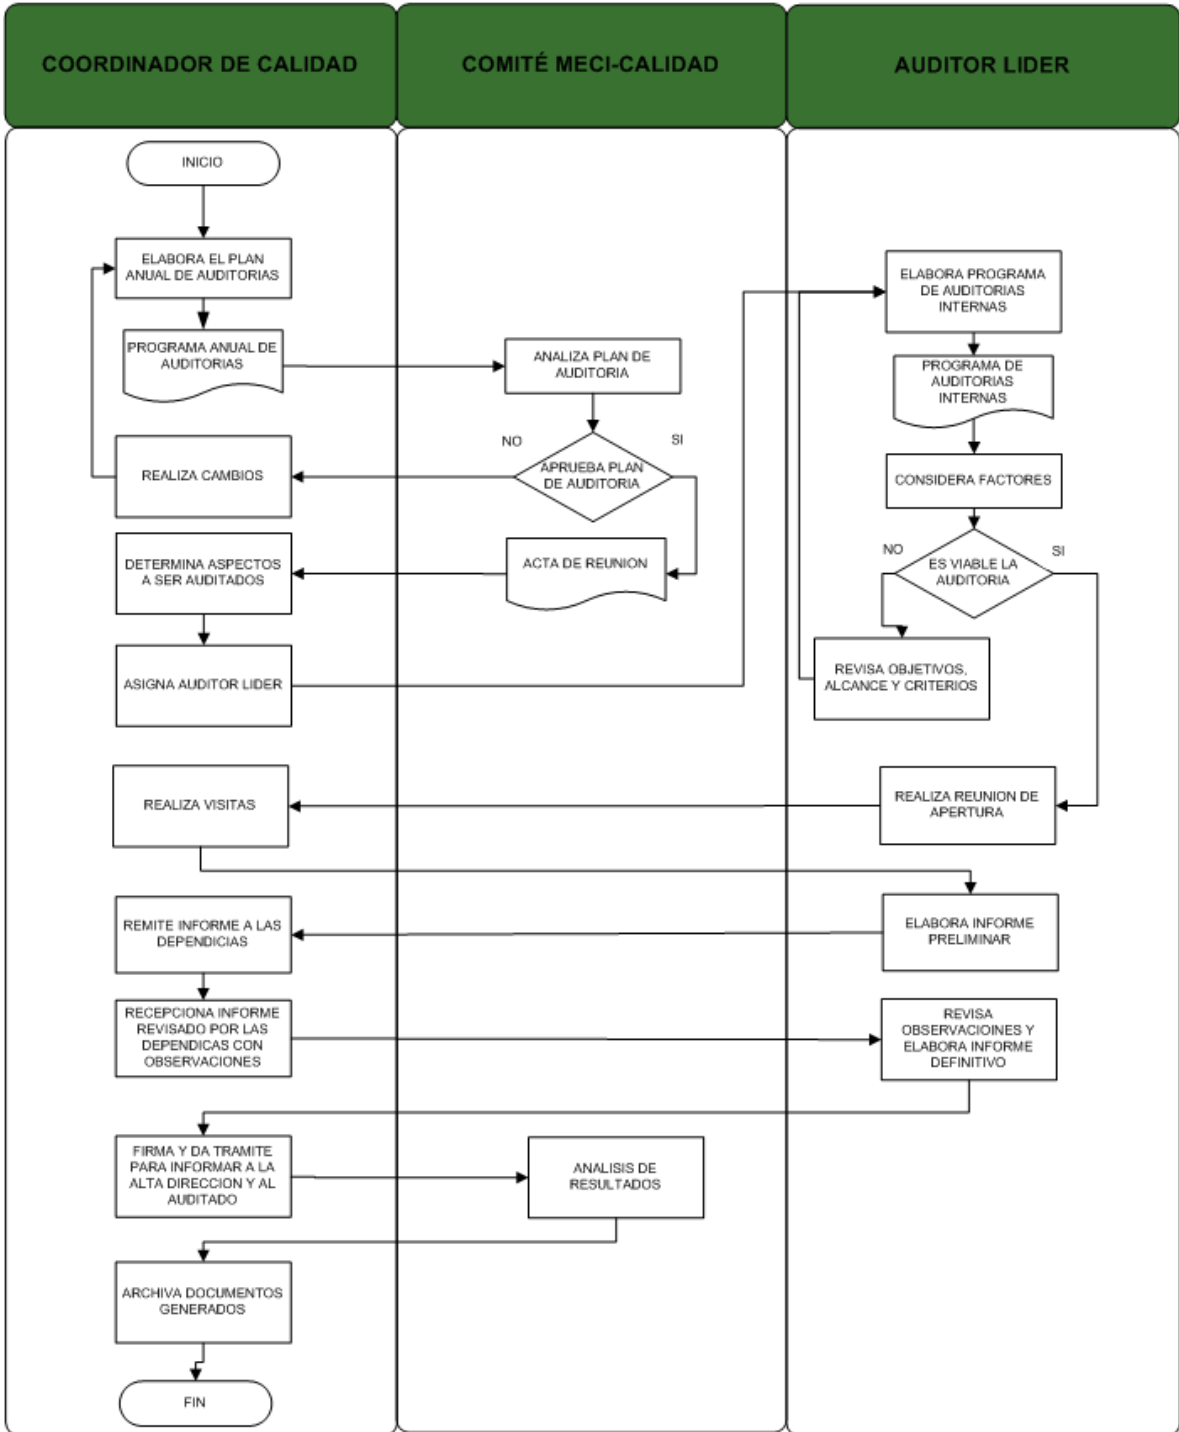 COORDINADOR DE CALIDAD
COMITÉ MECI-CALIDAD
AUDITOR LIDER
INICIO
ELABORA EL PLAN
ANUAL DE AUDITORIAS
PROGRAMA ANUAL DE
AUDITORIAS
ANALIZA PLAN DE
AUDITORIA
NO
SI
APRUEBA PLAN
DE AUDITORIA
REALIZA CAMBIOS
ACTA DE REUNION
DETERMINA ASPECTOS
A SER AUDITADOS
ASIGNA AUDITOR LIDER
ELABORA PROGRAMA
DE AUDITORIAS
INTERNAS
PROGRAMA DE
AUDITORIAS
INTERNAS
CONSIDERA FACTORES
NO
SI
ES VIABLE LA
AUDITORIA
REVISA OBJETIVOS,
ALCANCE Y CRITERIOS
REALIZA REUNION DE
APERTURA
REALIZA VISITAS
ELABORA INFORME
PRELIMINAR
REMITE INFORME A LAS
DEPENDICIAS
RECEPCIONA INFORME
REVISADO POR LAS
DEPENDICAS CON
OBSERVACIONES
REVISA
OBSERVACIOINES Y
ELABORA INFORME
DEFINITIVO
FIRMA Y DA TRAMITE
PARA INFORMAR A LA
ALTA DIRECCION Y AL
AUDITADO
ANALISIS DE
RESULTADOS
ARCHIVA DOCUMENTOS
GENERADOS
FIN